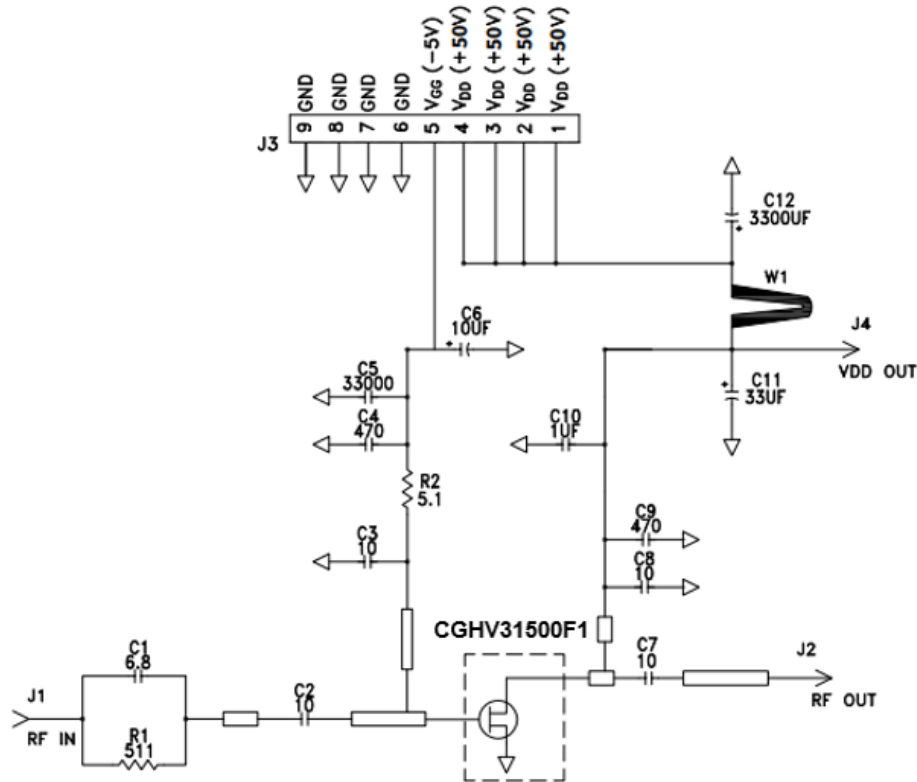 GND
GND
GND
GND
VGG (-5V)
VDD (+50V)
VDD (+50V)
VDD (+50V)
VDD (+50V)
J3
9 8 7 6 5 4 3 2 1
C12
3300UF
W1
C6
10UF
J4
VDD OUT
C5
33000
C11
33UF
C4
470
C10
1UF
R2
5.1
C9
470
C3
10
C8
10
CGHV31500F1
C1
6.8
C7
10
J2
RF OUT
J1
RF IN
C2
10
R1
511